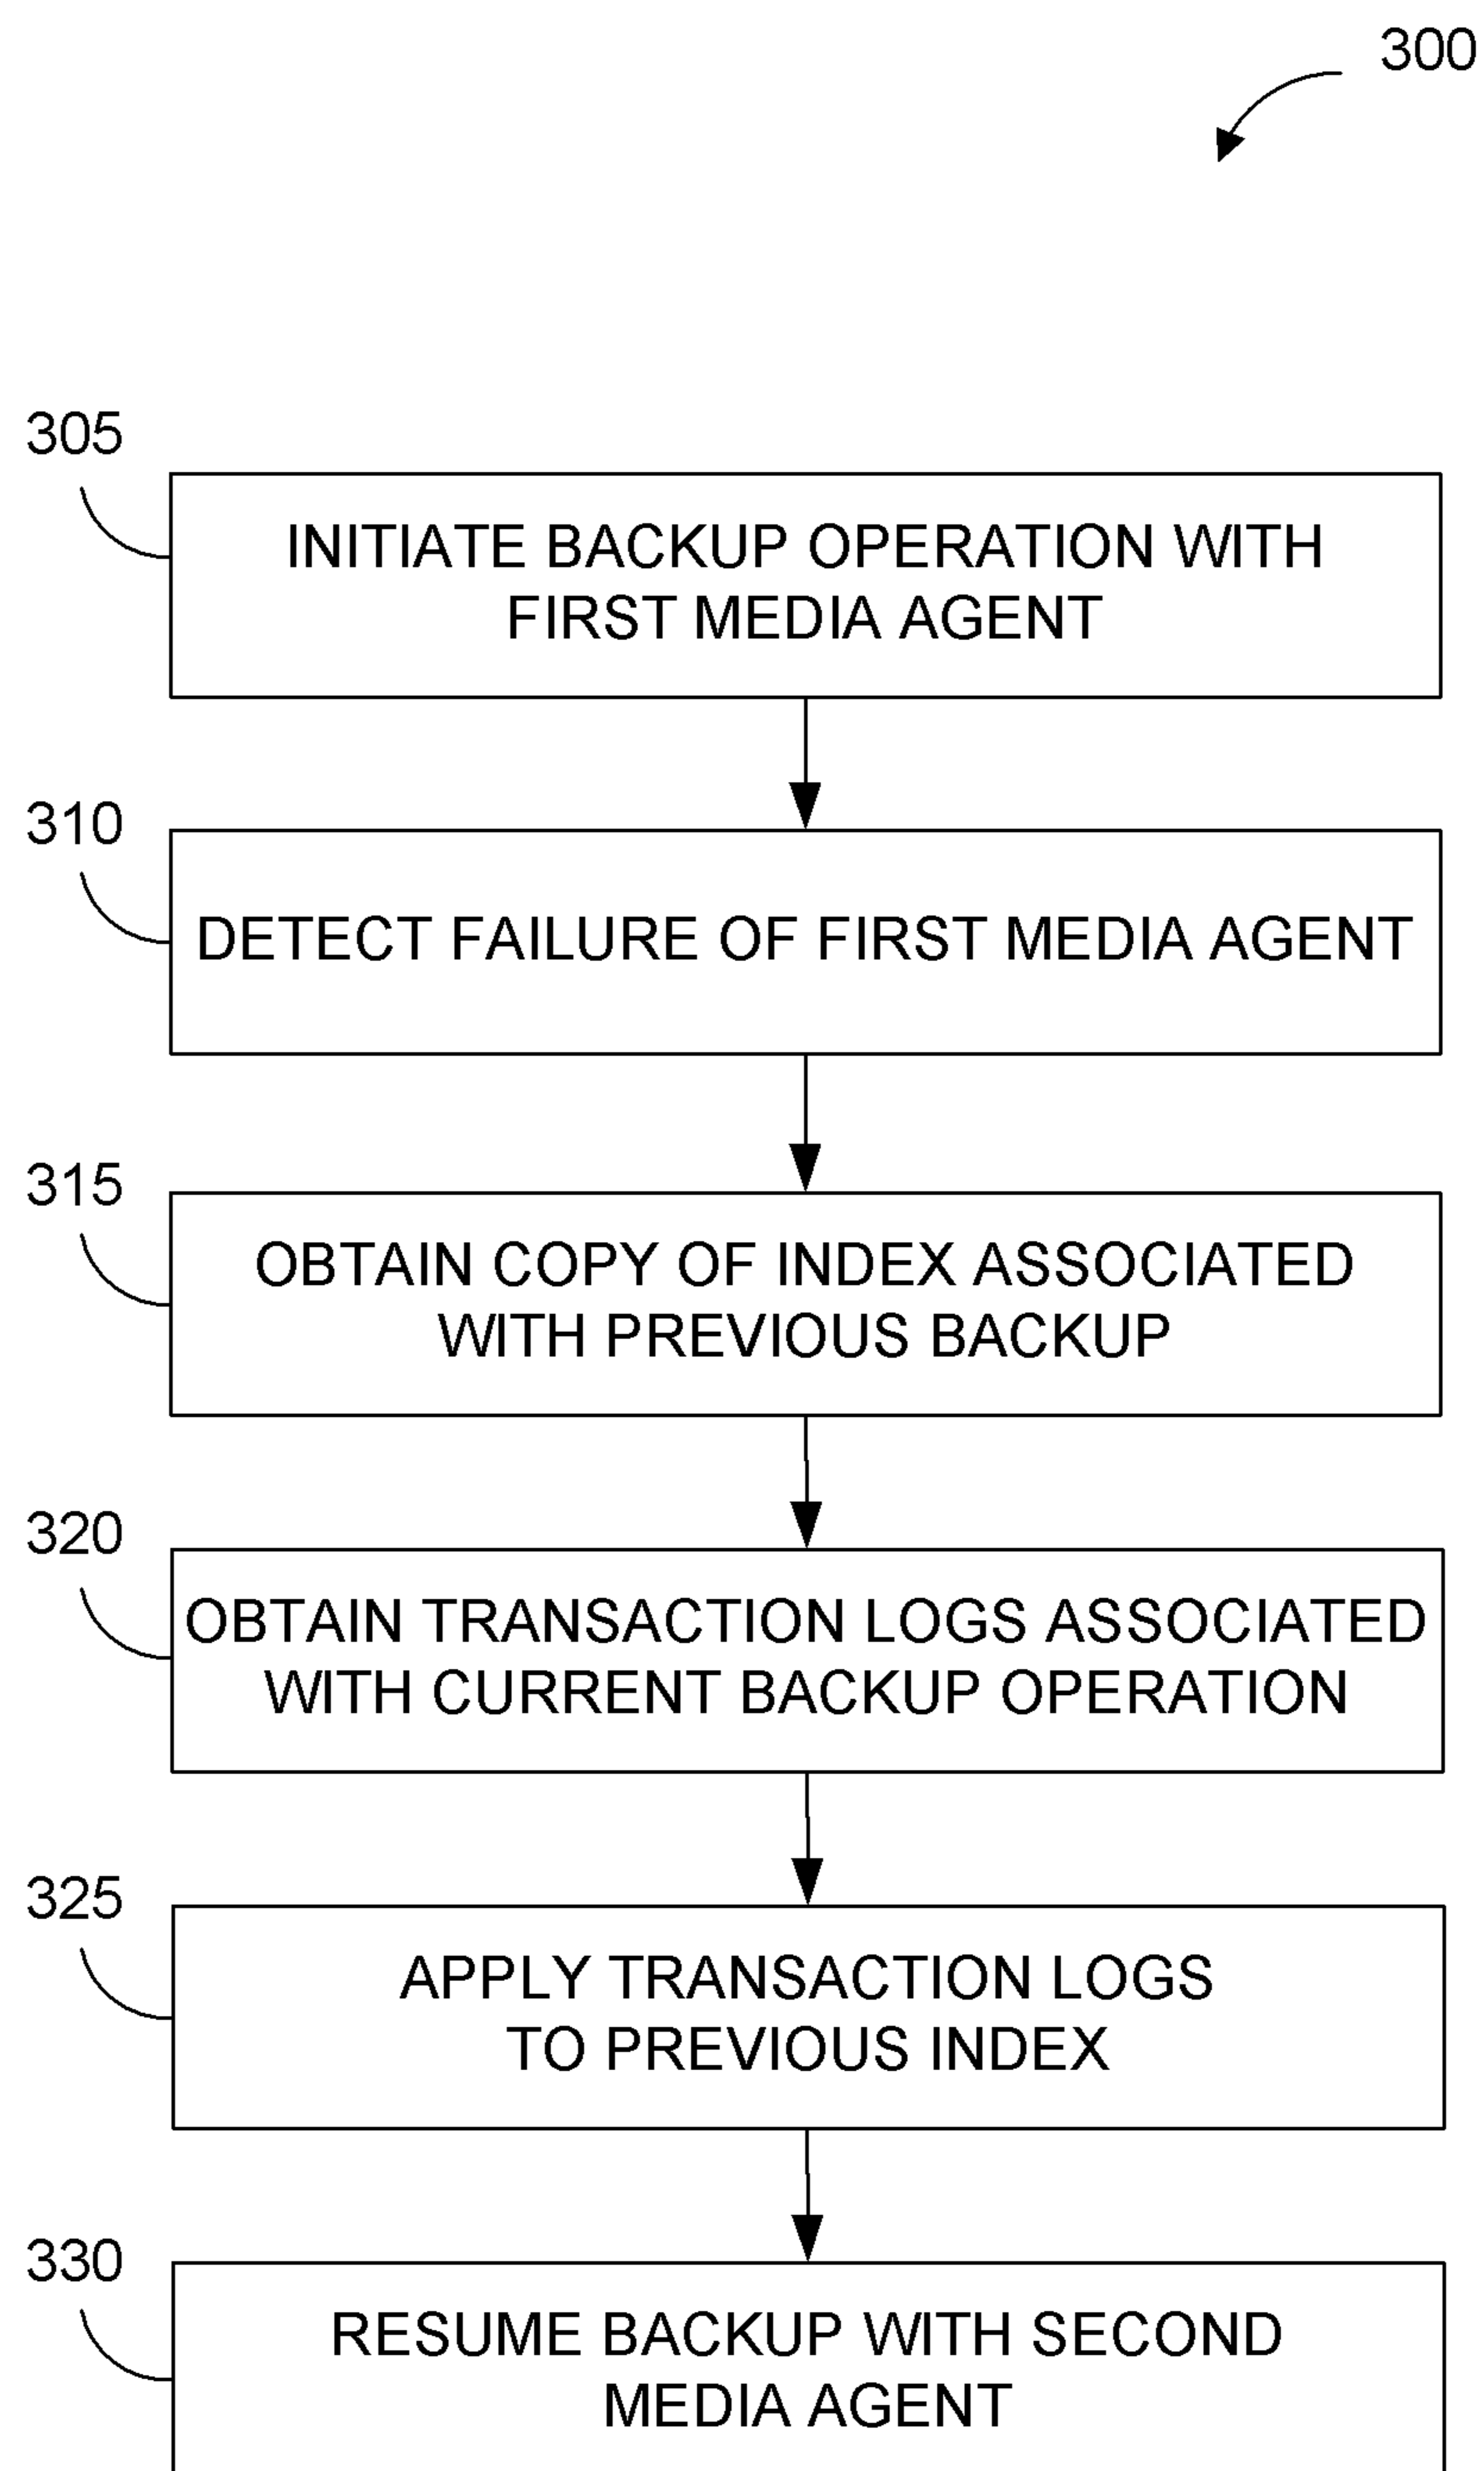 300
305
INITIATE BACKUP OPERATION WITH
FIRST MEDIA AGENT
310
DETECT FAILURE OF FIRST MEDIA AGENT
315
OBTAIN COPY OF INDEX ASSOCIATED
WITH PREVIOUS BACKUP
320
OBTAIN TRANSACTION LOGS ASSOCIATED
WITH CURRENT BACKUP OPERATION
325
APPLY TRANSACTION LOGS
TO PREVIOUS INDEX
330
RESUME BACKUP WITH SECOND
MEDIA AGENT